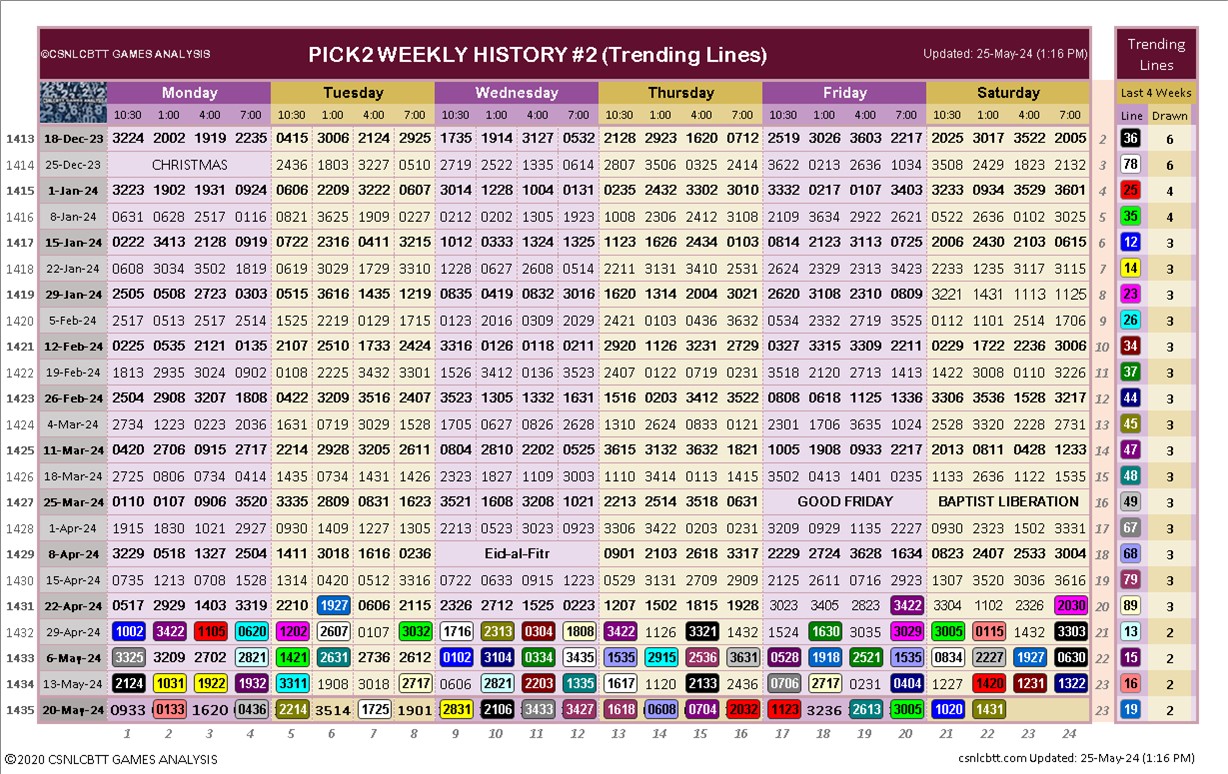 ©CSNLCBTT GAMES ANALYSIS PICK2 WEEKLY HISTORY #2 (Trending Lines) Updated: 25-May-24 (1:16 PM) Trending Lines
Monday Tuesday Wednesday Thursday Friday Saturday Last 4 Weeks
10:30 1:00 4:00 7:00 10:30 1:00 4:00 7:00 10:30 1:00 4:00 7:00 10:30 1:00 4:00 7:00 10:30 1:00 4:00 7:00 10:30 1:00 4:00 7:00 Line Drawn
1413 18-Dec-23 3224 2002 1919 2235 0415 3006 2124 2925 1735 1914 3127 0532 2128 2923 1620 0712 2519 3026 3603 2217 2025 3017 3522 2005 2 36 6
1414 25-Dec-23 CHRISTMAS 2436 1803 3227 0510 2719 2522 1335 0614 2807 3506 0325 2414 3622 0213 2636 1034 3508 2429 1823 2132 3 78 6
1415 1-Jan-24 3223 1902 1931 0924 0606 2209 3222 0607 3014 1228 1004 0131 0235 2432 3302 3010 3332 0217 0107 3403 3233 0934 3529 3601 4 25 4
1416 8-Jan-24 0631 0628 2517 0116 0821 3625 1909 0227 0212 0202 1305 1923 1008 2306 2412 3108 2109 3634 2922 2621 0522 2636 0102 3025 5 35 4
1417 15-Jan-24 0222 3413 2128 0919 0722 2316 0411 3215 1012 0333 1324 1325 1123 1626 2434 0103 0814 2123 3113 0725 2006 2430 2103 0615 6 12 3
1418 22-Jan-24 0608 3034 3502 1819 0619 3029 1729 3311 1228 0627 2608 0514 2211 3131 3410 2531 2624 2329 2313 3423 2233 1235 3117 3115 7 14 3
1419 29-Jan-24 2505 0508 2723 0303 0515 3616 1435 1219 0835 0419 0832 3016 1620 1314 2004 3021 2620 3108 2310 0809 3221 1431 1113 1125 8 23 3
1420 5-Feb-24 2517 0513 2517 2514 1525 2219 0129 1715 0123 2016 0309 2029 2421 0103 0436 3632 0534 2332 2719 3525 0112 1101 2514 1706 9 26 3
1421 12-Feb-24 0225 0535 2121 0135 2107 2510 1733 2424 3316 0126 0118 0211 2920 1126 3231 2729 0327 3315 3309 2211 0229 1722 2236 3006 10 34 3
1422 19-Feb-24 1813 2935 3024 0902 0108 2225 3432 3301 1526 3412 0136 3523 2407 0122 0719 0231 3518 2120 2713 1413 1422 3008 0110 3226 11 37 3
1423 26-Feb-24 2504 2908 3207 1808 0422 3209 3516 2407 3523 1305 1332 1631 1516 0203 3412 3522 0808 0618 1125 1336 3306 3536 1528 3217 12 44 3
1424 4-Mar-24 2734 1223 0223 2036 1631 0719 3029 1528 1705 0627 0826 2628 1310 2624 0833 0121 2301 1706 3635 1024 2528 3320 2228 2731 13 45 3
1425 11-Mar-24 0420 2706 0915 2717 2214 2928 3205 2611 0804 2810 2202 0525 3615 3132 3632 1821 1005 1908 0933 2217 2013 0811 0428 1233 14 47 3
1426 18-Mar-24 2725 0806 0734 0414 1435 0734 1431 1421 2323 1827 1109 3003 1110 3414 0113 1415 3502 0413 1401 0235 1133 2636 1122 1535 15 48 3
1427 25-Mar-24 0110 0107 0906 3520 3335 2809 0831 1623 3521 1608 3208 1021 2213 2514 3518 0631 GOOD FRIDAY BAPTIST LIBERATION 16 49 3
1428 1-Apr-24 1915 1830 1021 2927 0930 1409 1227 1305 2213 0523 3023 0923 3306 3422 0203 0231 3209 0929 1135 2227 0930 2323 1502 3331 17 67 3
1429 8-Apr-24 3229 0518 1327 2504 1411 3018 1616 0236 Eid-al-Fitr 0901 2103 2618 3317 2229 2724 3628 1634 0823 2407 2533 3004 18 68 3
1430 15-Apr-24 0735 1213 0708 1528 1314 0420 0512 3316 0722 0633 0915 1223 0529 3131 2709 2909 2125 2611 0716 2923 1307 3520 3036 3616 19 79 3
1431 22-Apr-24 0517 2929 1403 3319 2210 1927 0606 2115 2326 2712 1525 0223 1207 1502 1815 1928 3023 3405 2823 3422 3304 1102 2326 2030 20 89 3
1432 29-Apr-24 1002 3422 1105 0620 1202 2607 0107 3032 1716 2313 0304 1808 3422 1126 3321 1432 1524 1630 3035 3029 3005 0115 1432 3303 21 13 2
1433 6-May-24 3325 3209 2702 2821 1421 2631 2736 2612 0102 3104 0334 3435 1535 2915 2536 3631 0528 1918 2521 1535 0834 2227 1927 0630 22 15 2
1434 13-May-24 2124 1031 1922 1932 3311 1908 3018 2717 0606 2821 2203 1335 1617 1120 2133 2436 0706 2717 0231 0404 1227 1420 1231 1322 23 16 2
1435 20-May-24 0933 0133 1620 0436 2214 3514 1725 1901 2831 2106 3433 3427 1618 0608 0704 2032 1123 3236 2613 3005 1020 1431 23 19 2
1 2 3 4 5 6 7 8 9 10 11 12 13 14 15 16 17 18 19 20 21 22 23 24
©2020 CSNLCBTT GAMES ANALYSIS csnlcbtt.com Updated: 25-May-24 (1:16 PM)